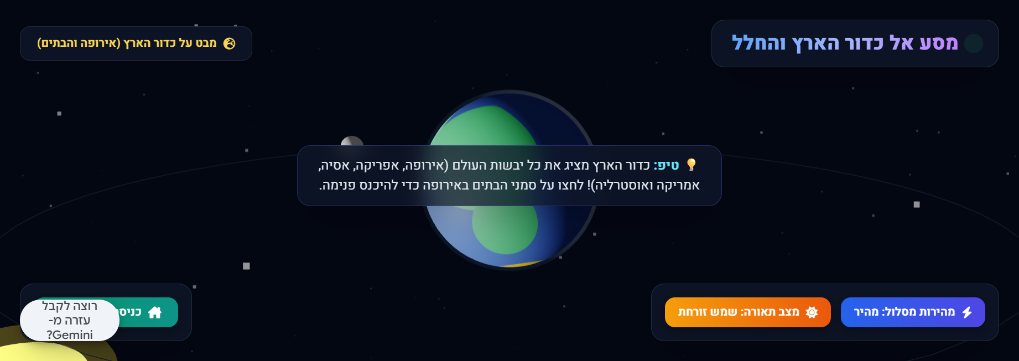 מסע אל כדור הארץ והחלל
מבט על כדור הארץ (אירופה והבתים)
טיפ: כדור הארץ מציג את כל יבשות העולם (אירופה, אפריקה, אסיה,
אמריקה ואוסטרליה)! לחצו על סמני הבתים באירופה כדי להיכנס פנימה.
מהירות מסלול: מהיר
מצב תאורה: שמש זורחת
רוצה לקבל
עזרה מ-
Gemini?